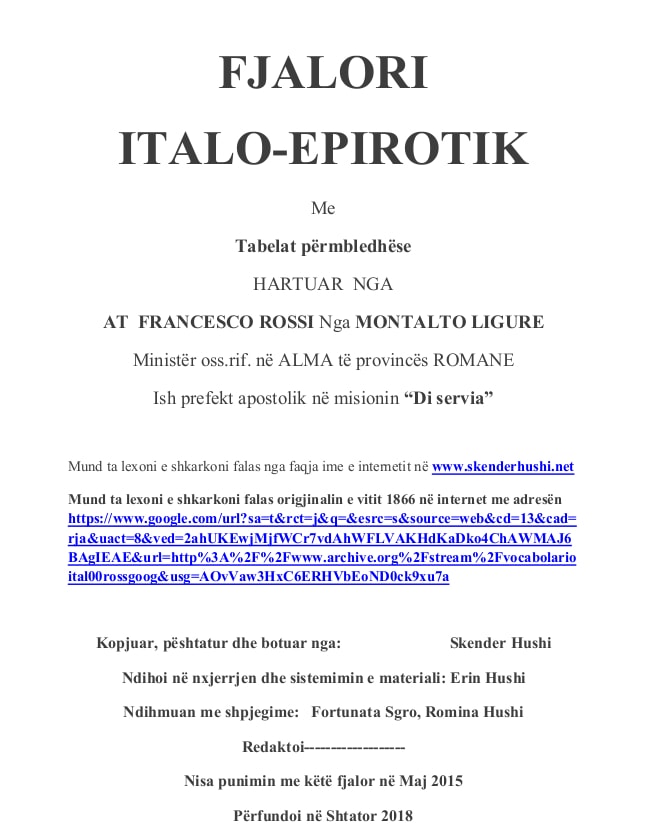 FJALORI
ITALO-EPIROTIK
Me
Tabelat përmbledhëse
HARTUAR NGA
AT FRANCESCO ROSSI Nga MONTALTO LIGURE
Ministër oss.rif. në ALMA të provincës ROMANE
Ish prefekt apostolik në misionin “Di servia”
Mund ta lexoni e shkarkoni falas nga faqja ime e internetit në www.skenderhushi.net
Mund ta lexoni e shkarkoni falas origjinalin e vitit 1866 në internet me adresën
https://www.google.com/url?sa=t&rct=j&q=&esrc=s&source=web&cd=13&cad=
rja&uact=8&ved=2ahUKEwjMjfWCr7vdAhWFLVAKHdKaDko4ChAWMAJ6
BAgIEAE&url=http%3A%2F%2Fwww.archive.org%2Fstream%2Fvocabolario
ital00rossgoog&usg=AOvVaw3HxC6ERHVbEoND0ck9xu7a
Kopjuar, pështatur dhe botuar nga: Skender Hushi
Ndihoi në nxjerrjen dhe sistemimin e materiali: Erin Hushi
Ndihmuan me shpjegime: Fortunata Sgro, Romina Hushi
Redaktoi-------------------
Nisa punimin me këtë fjalor në Maj 2015
Përfundoi në Shtator 2018